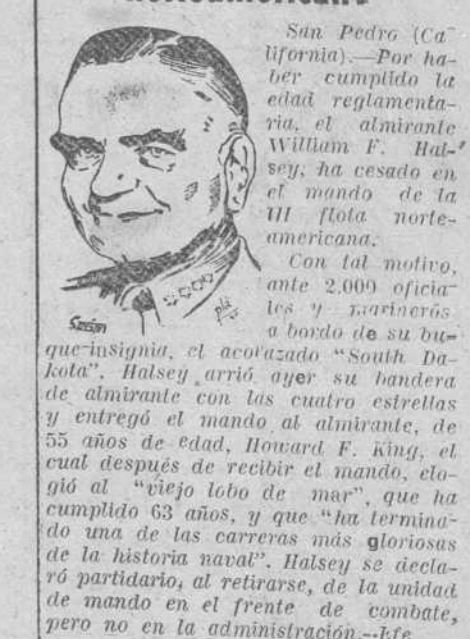 San Pedro (Ca-
lifornia).—Por ha-
ber cumplido la
edad reglamenta-
ria, el almirante
William F. Hal-
sey, ha cesado en
el mando de la
III flota norte-
americana.
Con tal motivo,
ante 2.000 oficia-
les y marineros
a bordo de su bu-
que-insignia, el acorazado "South Da-
kota". Halsey arrió ayer su bandera
de almirante con las cuatro estrellas
y entregó el mando al almirante, de
55 años de edad, Howard F. King, el
cual después de recibir el mando, elo-
gió al "viejo lobo de mar", que ha
cumplido 63 años, y que "ha termina-
do una de las carreras más gloriosas
de la historia naval". Halsey se decla-
ró partidario, al retirarse, de la unidad
de mando en el frente de combate,
pero no en la administración.--Efe